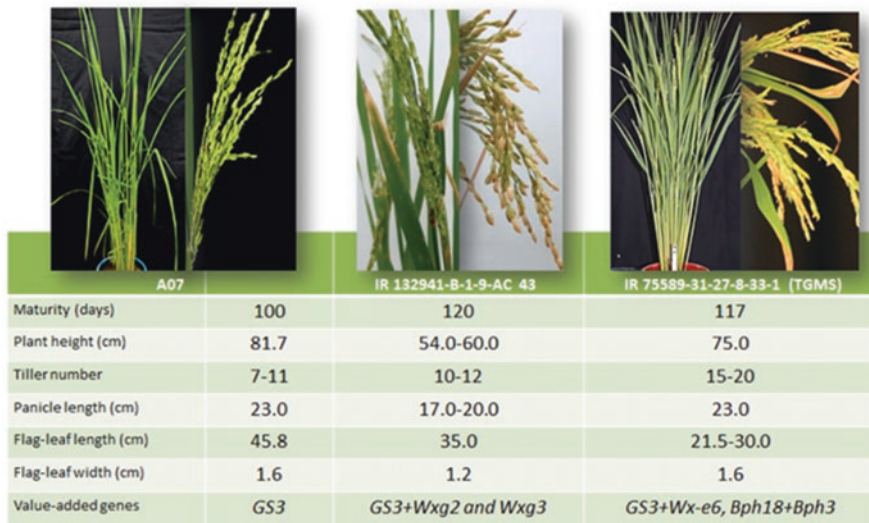 A07 IR 132941-B-1-9-AC 43 IR 75589-31-27-8-33-1 (TGMS)
Maturity (days) 100 120 117
Plant height (cm) 81.7 54.0-60.0 75.0
Tiller number 7-11 10-12 15-20
Panicle length (cm) 23.0 17.0-20.0 23.0
Flag-leaf length (cm) 45.8 35.0 21.5-30.0
Flag-leaf width (cm) 1.6 1.2 1.6
Value-added genes GS3 GS3+Wxg2 and Wxg3 GS3+Wx-e6, Bph18+Bph3